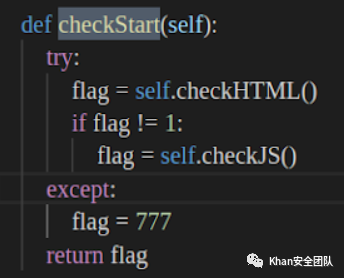 def checkStart(self):
try:
flag = self.checkHTML()
if flag != 1:
flag = self.checkJS()
except:
flag = 777
return flag
Khan安全团队